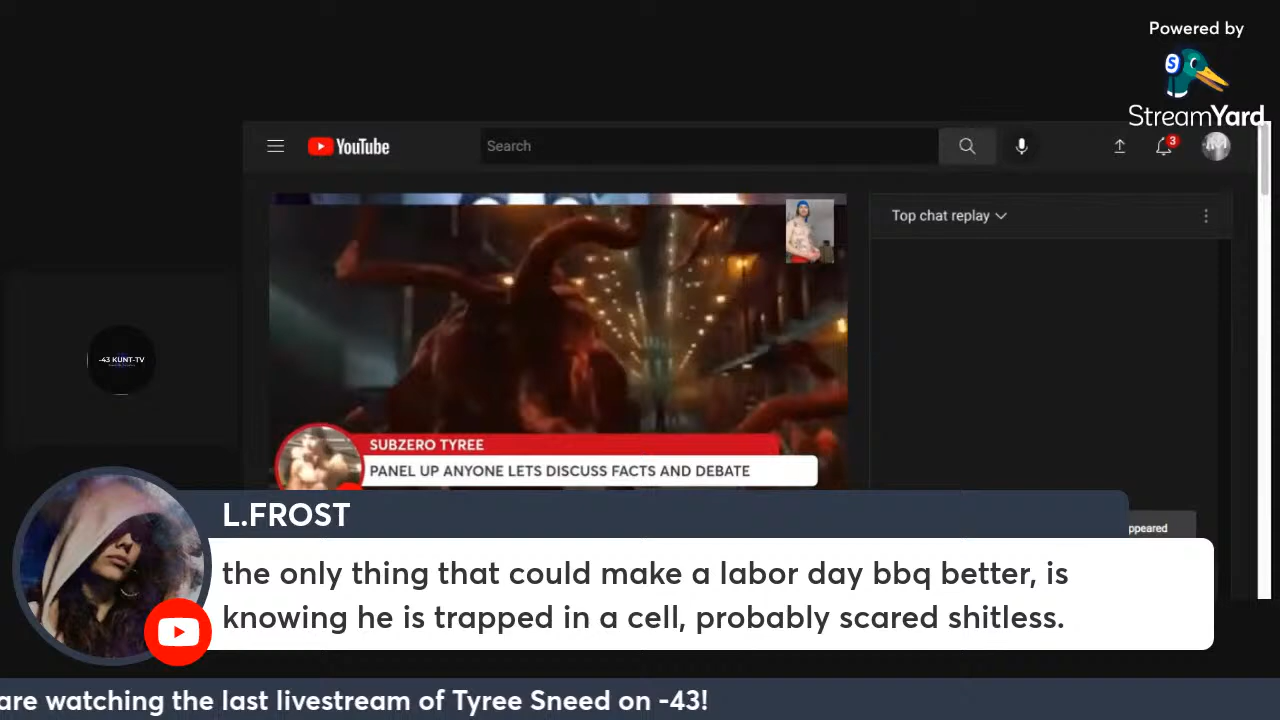 Powered by
StreamYard
YouTube
Search
3
Top chat replay
-43 KUNT-TV
SUBZERO TYREE
PANEL UP ANYONE LETS DISCUSS FACTS AND DEBATE
L.FROST
ppeared
the only thing that could make a labor day bbq better, is
knowing he is trapped in a cell, probably scared shitless.
are watching the last livestream of Tyree Sneed on -43!